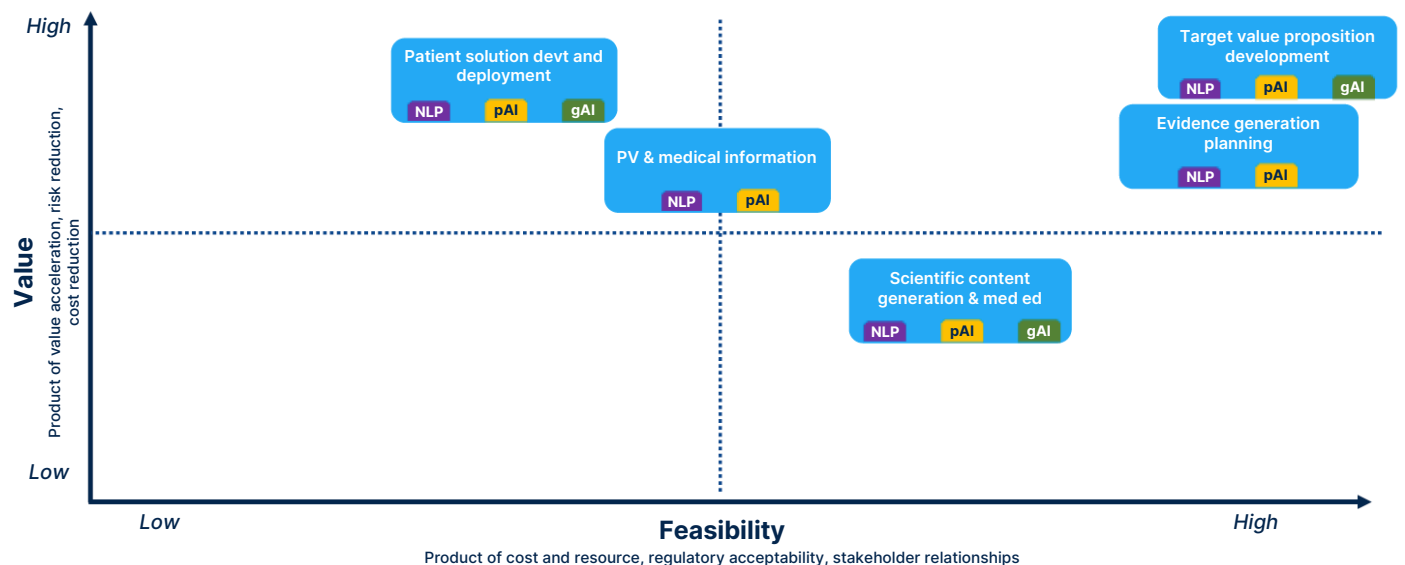 High
Patient solution devt and
deployment
NLP
pAI
gAI
Target value proposition
development
NLP
pAI
gAI
PV & medical information
NLP
pAI
Evidence generation
planning
NLP
pAI
Scientific content
generation & med ed
NLP
pAI
gAI
Value
Product of value acceleration, risk reduction,
cost reduction
Low
Low
Feasibility
High
Product of cost and resource, regulatory acceptability, stakeholder relationships